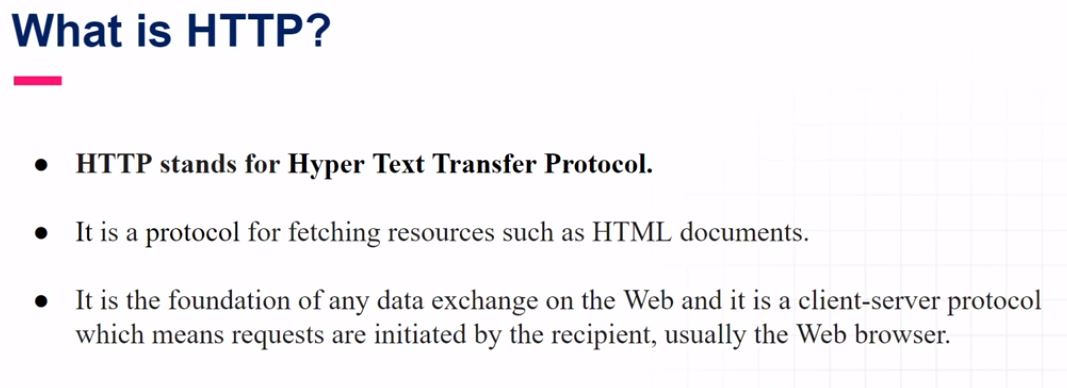 What is HTTP?
● HTTP stands for Hyper Text Transfer Protocol.
● It is a protocol for fetching resources such as HTML documents.
● It is the foundation of any data exchange on the Web and it is a client-server protocol
which means requests are initiated by the recipient, usually the Web browser.